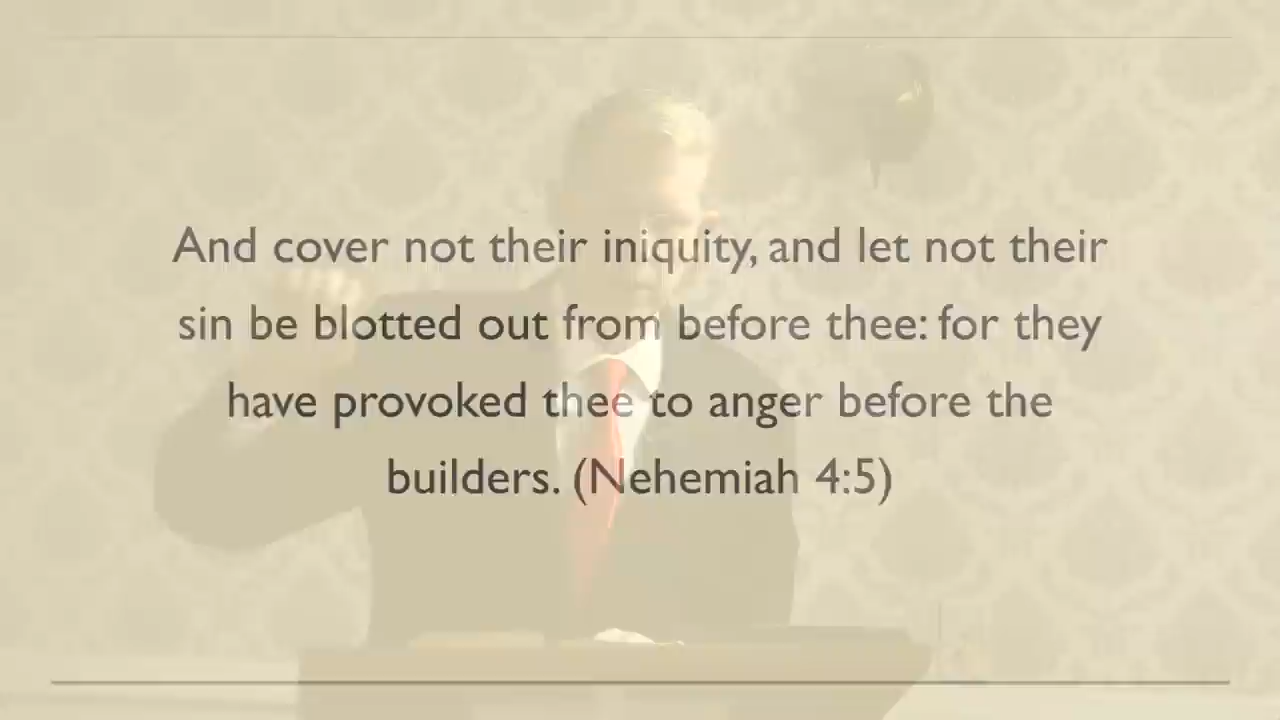 And cover not their iniquity, and let not their
sin be blotted out from before thee: for they
have provoked thee to anger before the
builders. (Nehemiah 4:5)